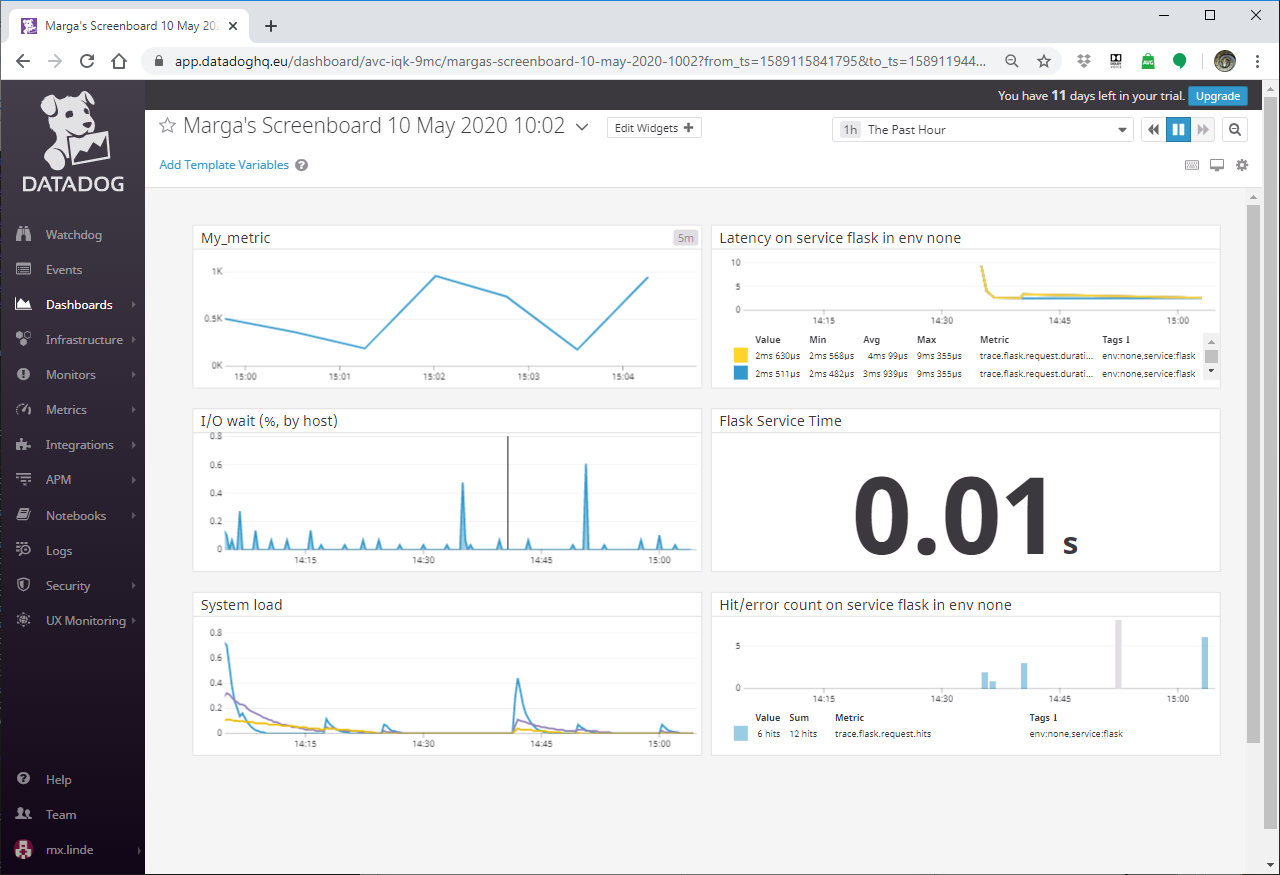 Marga's Screenboard 10 May 202
app.datadoghq.eu/dashboard/avc-iqk-9mc/margas-screenboard-10-may-2020-1002?from_ts=1589115841795&to_ts=158911944...
You have 11 days left in your trial. Upgrade
DATADOG
Marga's Screenboard 10 May 2020 10:02
Edit Widgets +
1h The Past Hour
Add Template Variables ?
Watchdog
Events
Dashboards
Infrastructure
Monitors
Metrics
Integrations
APM
Notebooks
Logs
Security
UX Monitoring
Help
Team
mx.linde
My_metric 5m
1K
0.5K
0K
15:00 15:01 15:02 15:03 15:04
Latency on service flask in env none
10
5
0
14:15 14:30 14:45 15:00
Value Min Avg Max Metric Tags
2ms 630µs 2ms 568µs 4ms 99µs 9ms 355µs trace.flask.request.durati... env:none,service:flask
2ms 511µs 2ms 482µs 3ms 939µs 9ms 355µs trace.flask.request.durati... env:none,service:flask
I/O wait (%, by host)
0.8
0.6
0.4
0.2
0
14:15 14:30 14:45 15:00
Flask Service Time
0.01 s
System load
0.8
0.6
0.4
0.2
0
14:15 14:30 14:45 15:00
Hit/error count on service flask in env none
5
0
14:15 14:30 14:45 15:00
Value Sum Metric Tags
6 hits 12 hits trace.flask.request.hits env:none,service:flask